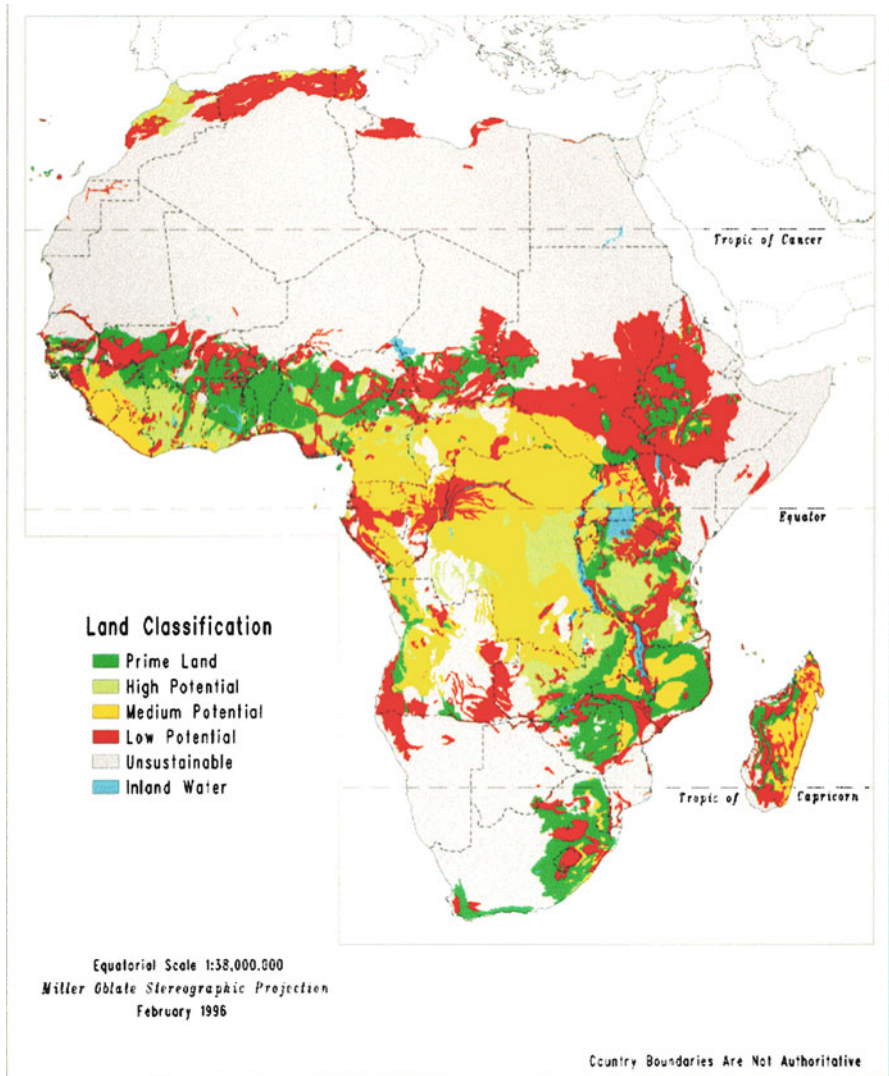 Tropic of Cancer
Equator
Land Classification
Prime Land
High Potential
Medium Potential
Low Potential
Unsustainable
Inland Water
Tropic of Capricorn
Equatorial Scale 1:38,000.000
Miller Oblate Stereographic Projection
February 1996
Country Boundaries Are Not Authoritative